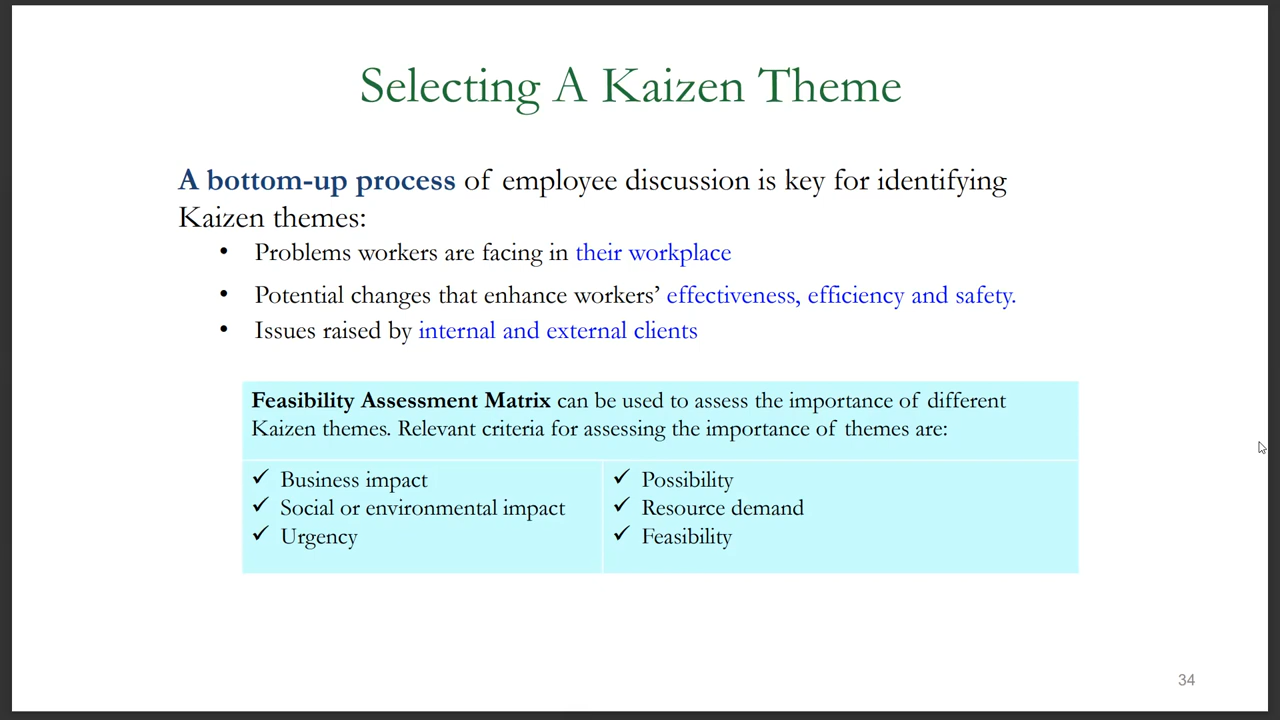 Selecting A Kaizen Theme
A bottom-up process of employee discussion is key for identifying
Kaizen themes:
• Problems workers are facing in their workplace
• Potential changes that enhance workers’ effectiveness, efficiency and safety.
• Issues raised by internal and external clients
Feasibility Assessment Matrix can be used to assess the importance of different
Kaizen themes. Relevant criteria for assessing the importance of themes are:
✓ Business impact
✓ Social or environmental impact
✓ Urgency
✓ Possibility
✓ Resource demand
✓ Feasibility
34